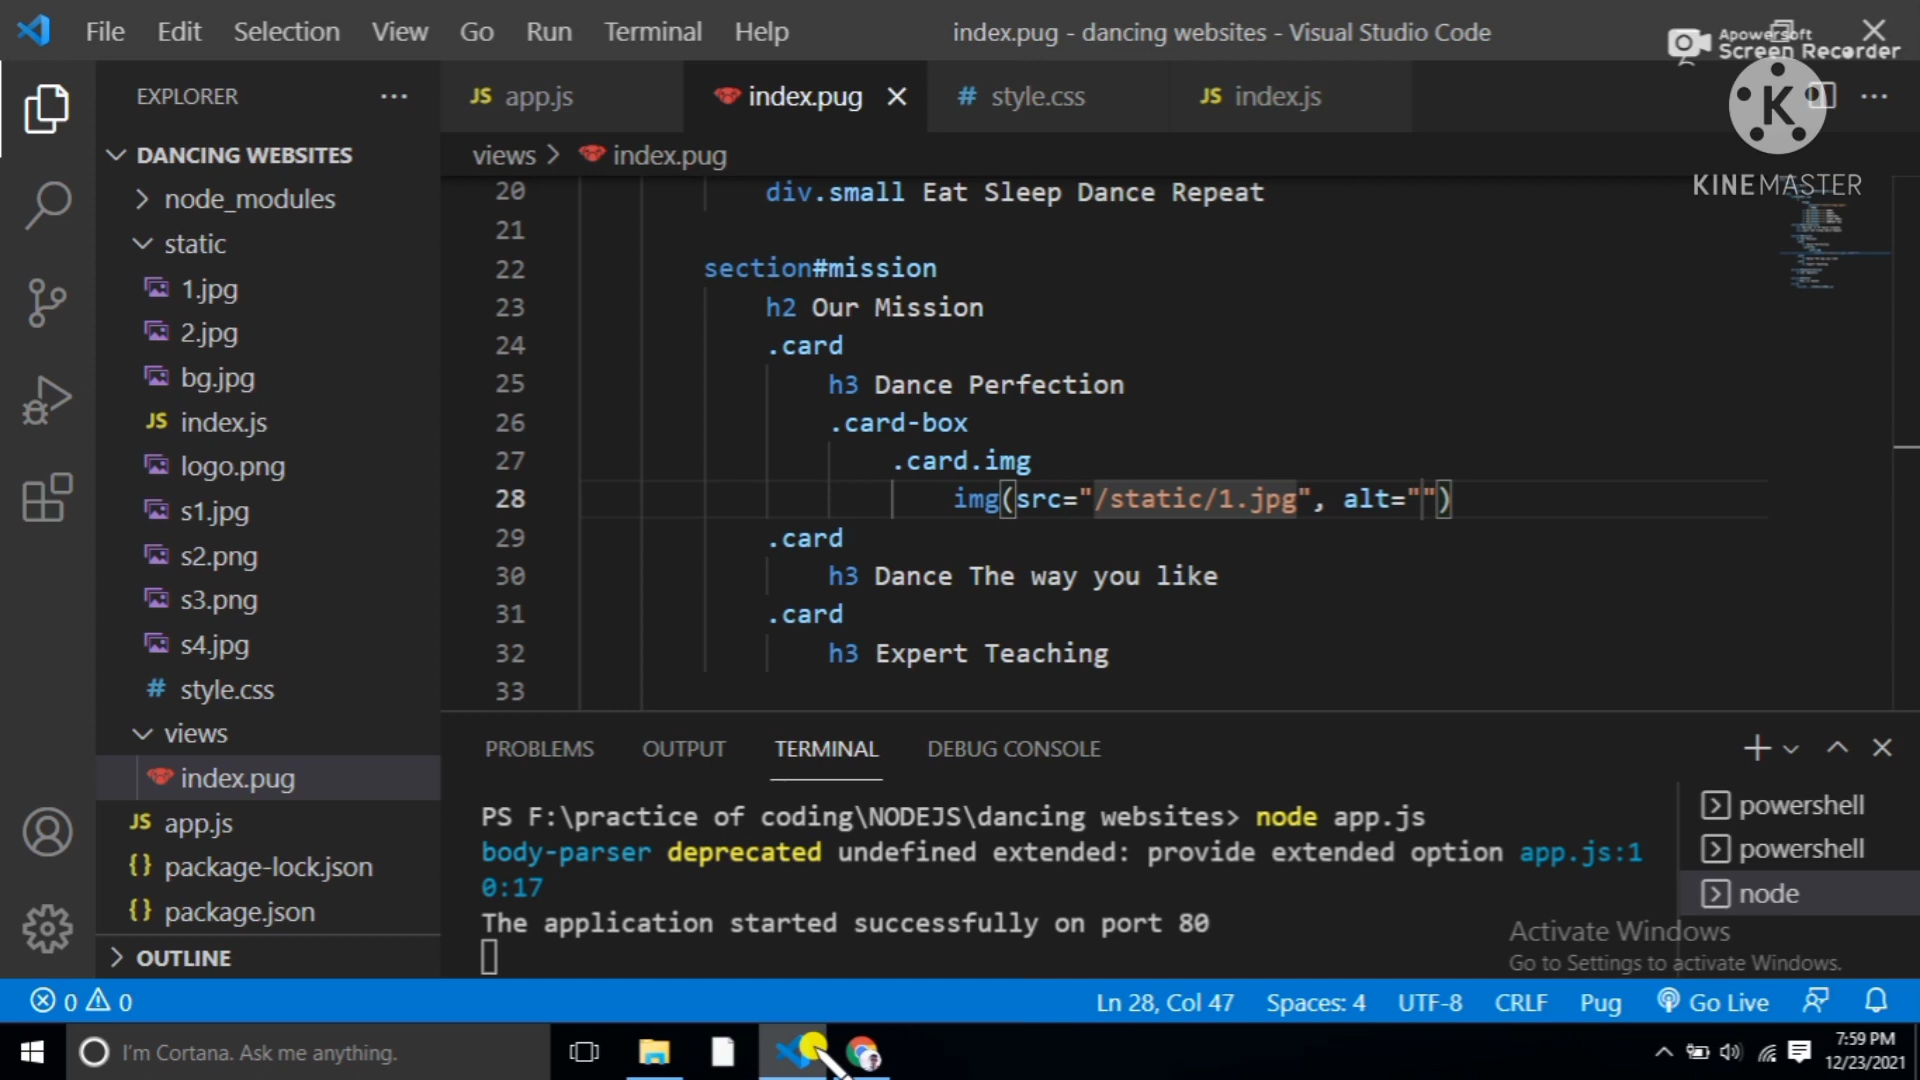 File Edit Selection View Go Run Terminal Help index.pug - dancing websites - Visual Studio Code
Apowersoft
Screen Recorder
K
KINEMASTER
EXPLORER ···
JS app.js index.pug # style.css JS index.js ···
DANCING WEBSITES
node_modules
static
1.jpg
2.jpg
bg.jpg
JS index.js
logo.png
s1.jpg
s2.png
s3.png
s4.jpg
# style.css
views
index.pug
JS app.js
{} package-lock.json
{} package.json
OUTLINE
views > index.pug
20 div.small Eat Sleep Dance Repeat
21
22 section#mission
23 h2 Our Mission
24 .card
25 h3 Dance Perfection
26 .card-box
27 .card.img
28 img(src="/static/1.jpg", alt="")
29 .card
30 h3 Dance The way you like
31 .card
32 h3 Expert Teaching
33
PROBLEMS OUTPUT TERMINAL DEBUG CONSOLE
PS F:\practice of coding\NODEJS\dancing websites> node app.js
body-parser deprecated undefined extended: provide extended option app.js:1
0:17
The application started successfully on port 80
powershell
powershell
node
Activate Windows
Go to Settings to activate Windows.
0 0 Ln 28, Col 47 Spaces: 4 UTF-8 CRLF Pug Go Live
I'm Cortana. Ask me anything.
7:59 PM
12/23/2021